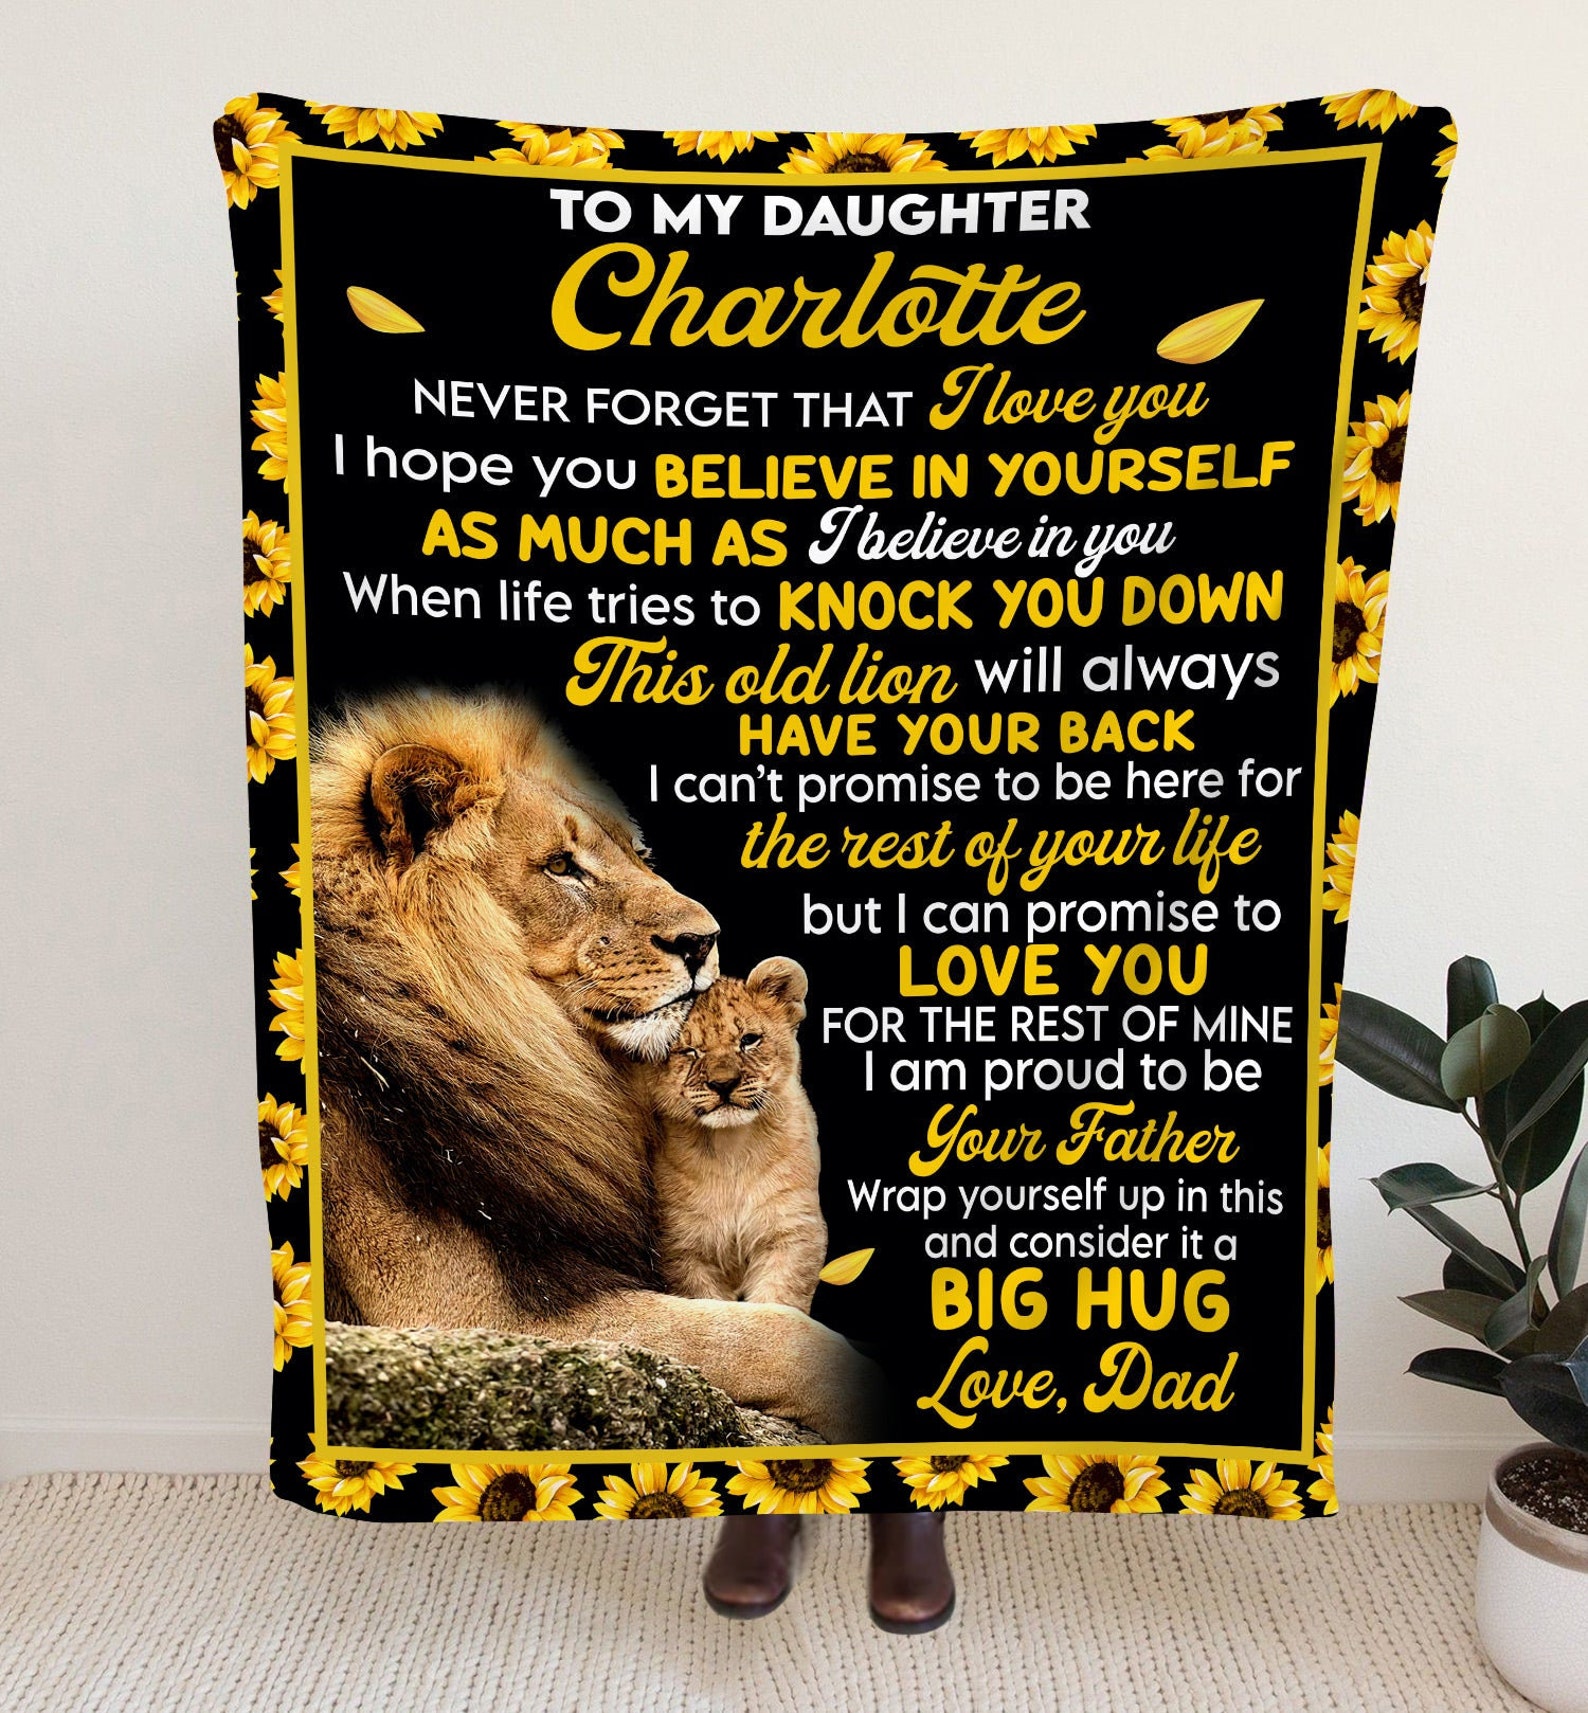 TO MY DAUGHTER
Charlotte
NEVER FORGET THAT I love you
I hope you BELIEVE IN YOURSELF
AS MUCH AS I believe in you
When life tries to KNOCK YOU DOWN
This old lion will always
HAVE YOUR BACK
I can't promise to be here for
the rest of your life
but I can promise to
LOVE YOU
FOR THE REST OF MINE
I am proud to be
Your Father
Wrap yourself up in this
and consider it a
BIG HUG
Love, Dad